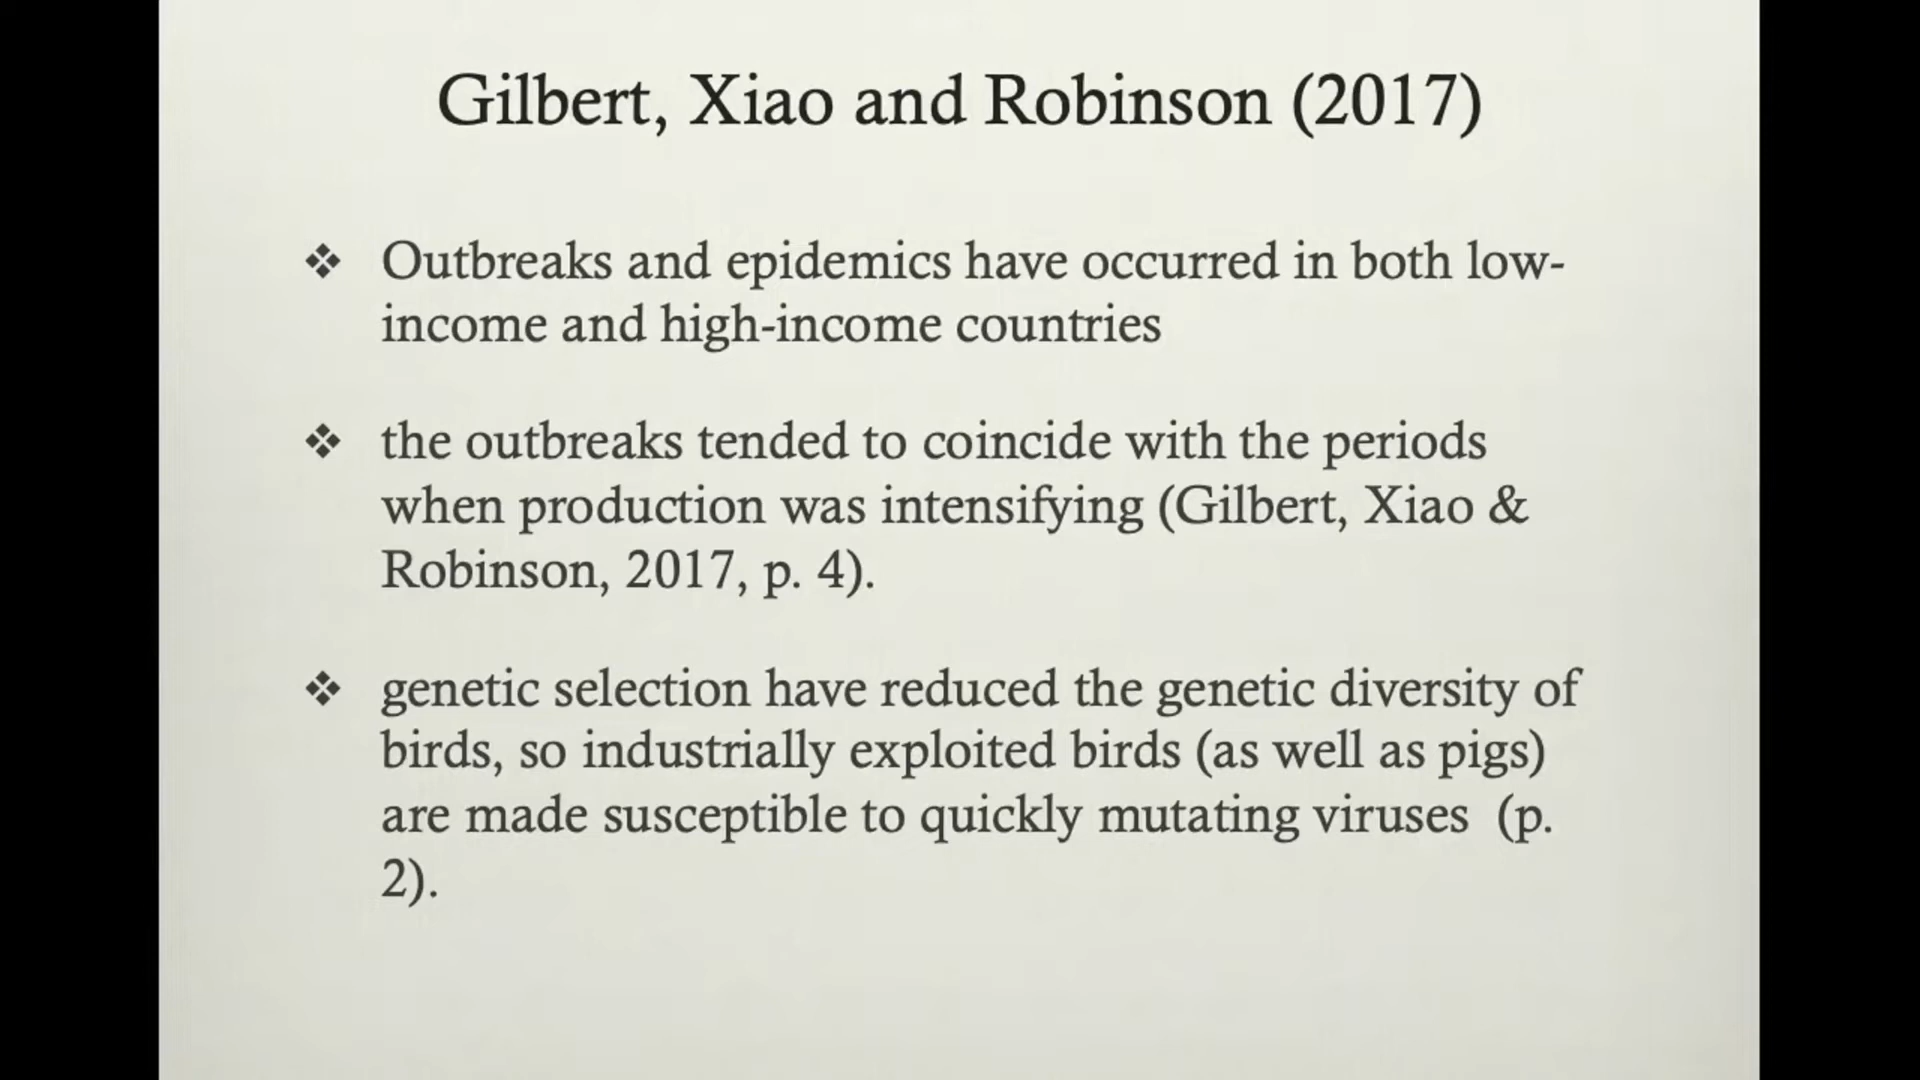 Gilbert, Xiao and Robinson (2017)
❖ Outbreaks and epidemics have occurred in both low-
income and high-income countries
❖ the outbreaks tended to coincide with the periods
when production was intensifying (Gilbert, Xiao &
Robinson, 2017, p. 4).
❖ genetic selection have reduced the genetic diversity of
birds, so industrially exploited birds (as well as pigs)
are made susceptible to quickly mutating viruses  (p.
2).